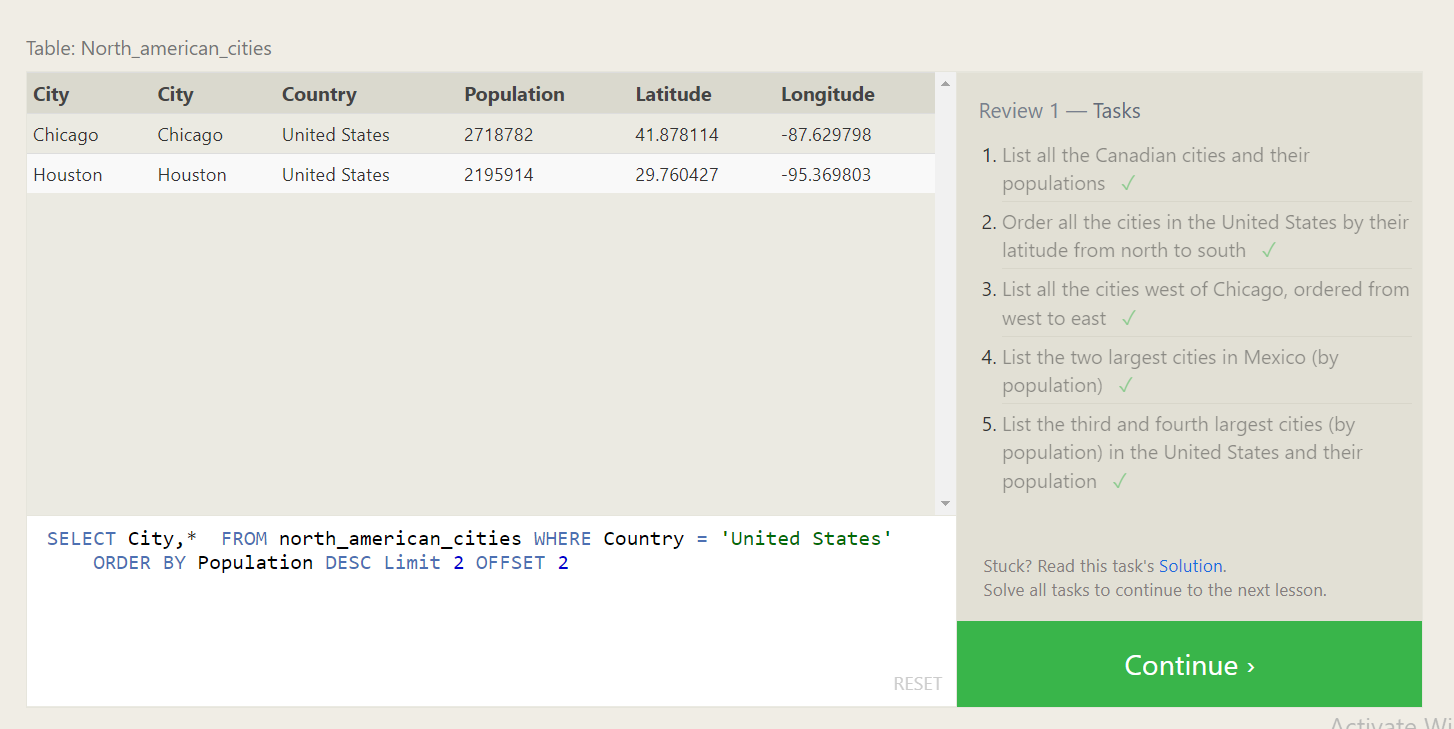 Table: North_american_cities
City City Country Population Latitude Longitude
Chicago Chicago United States 2718782 41.878114 -87.629798
Houston Houston United States 2195914 29.760427 -95.369803
SELECT City,*  FROM north_american_cities WHERE Country = 'United States'
ORDER BY Population DESC Limit 2 OFFSET 2
RESET
Review 1 — Tasks
1. List all the Canadian cities and their
populations ✓
2. Order all the cities in the United States by their
latitude from north to south ✓
3. List all the cities west of Chicago, ordered from
west to east ✓
4. List the two largest cities in Mexico (by
population) ✓
5. List the third and fourth largest cities (by
population) in the United States and their
population ✓
Stuck? Read this task's Solution.
Solve all tasks to continue to the next lesson.
Continue ›
Activate Wi